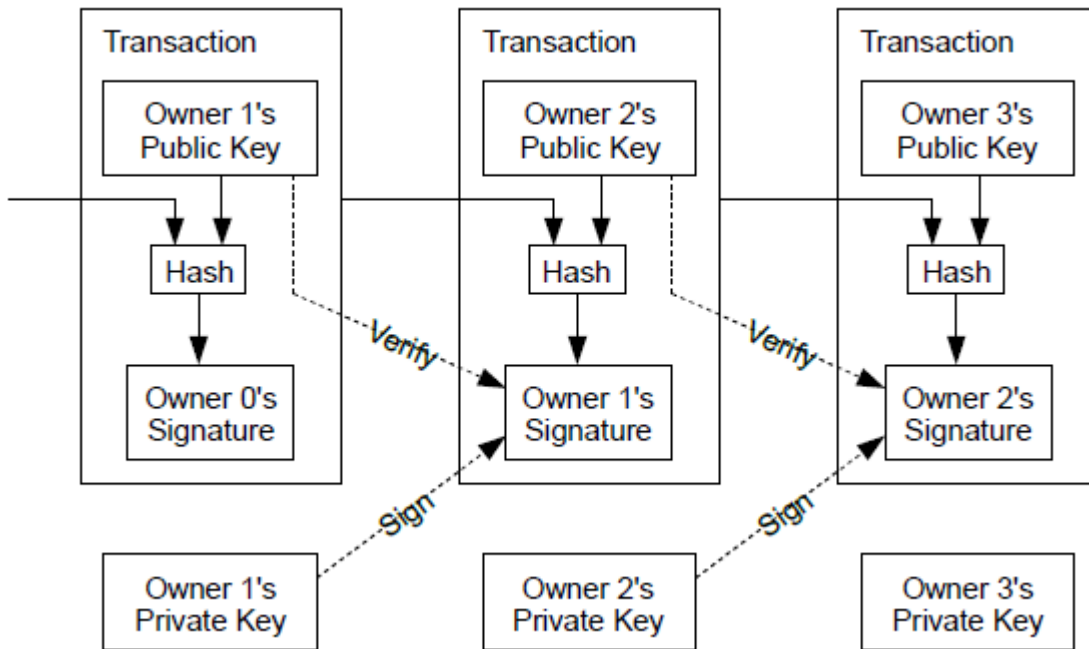 Transaction
Transaction
Transaction
Owner 1's
Public Key
Owner 2's
Public Key
Owner 3's
Public Key
Hash
Hash
Hash
Verify
Verify
Owner 0's
Signature
Owner 1's
Signature
Owner 2's
Signature
Sign
Sign
Owner 1's
Private Key
Owner 2's
Private Key
Owner 3's
Private Key